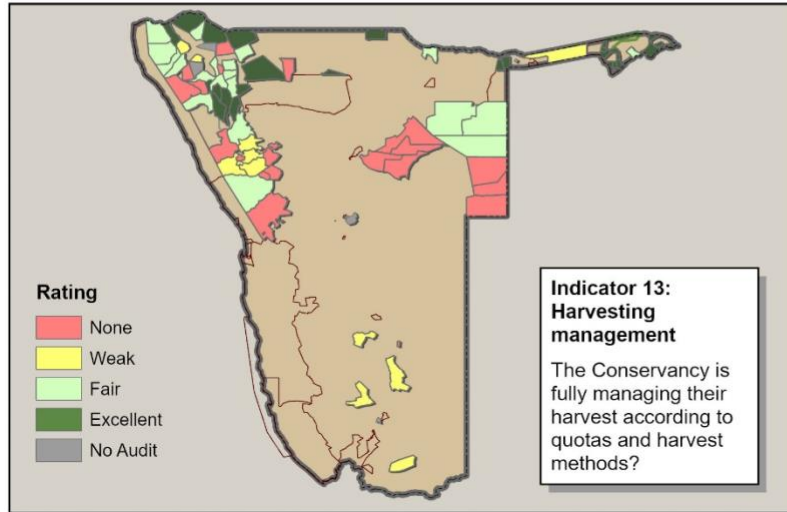 Rating
None
Weak
Fair
Excellent
No Audit
Indicator 13:
Harvesting
management
The Conservancy is
fully managing their
harvest according to
quotas and harvest
methods?